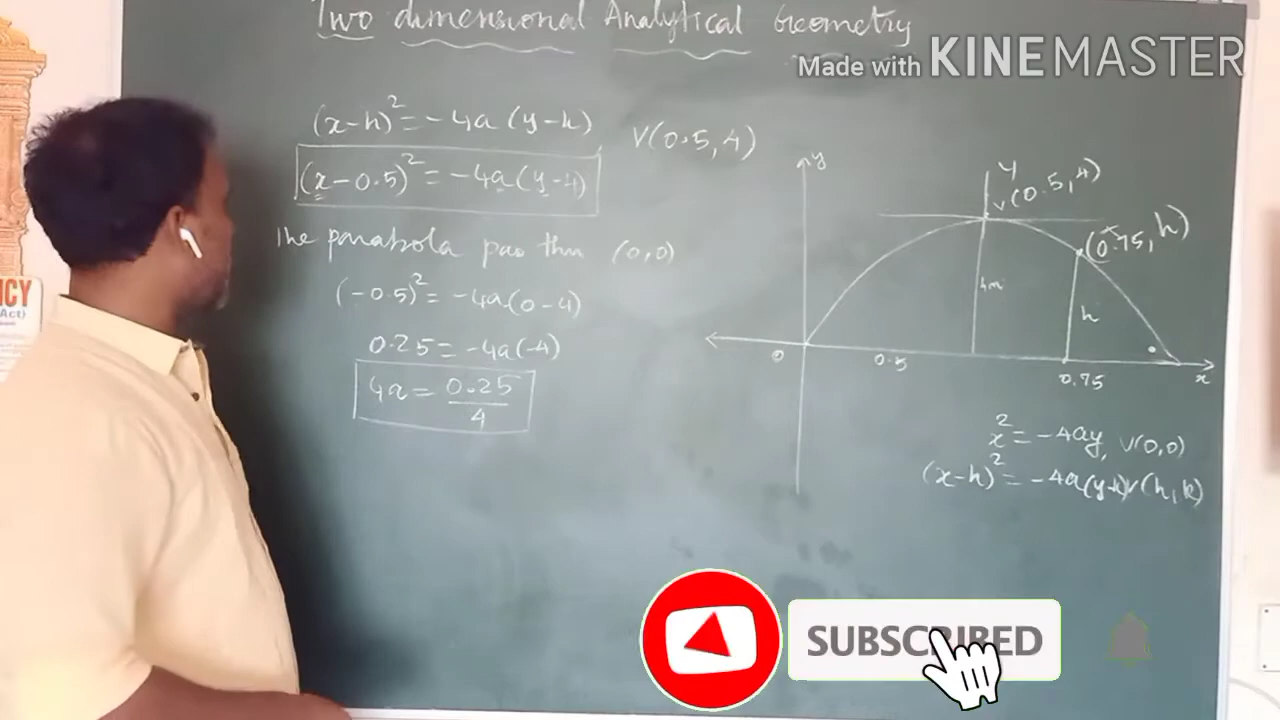 Two dimensional Analytical Geometry
Made with KINEMASTER
(x-h)² = -4a (y-k)
V(0.5, 4)
(x-0.5)² = -4a (y-4)
The parabola pass thru (0,0)
(-0.5)² = -4a(0-4)
0.25 = -4a(-4)
4a = 0.25/4
y
Y
V(0.5, 4)
(0.75, h)
4m
h
0
0.5
0.75
x
x² = -4ay, V(0,0)
(x-h)² = -4a(y-k) V(h, k)
ICY
Act)
SUBSCRIBED